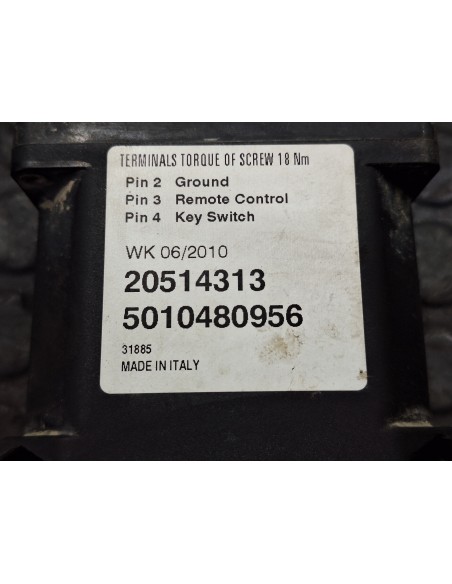 TERMINALS TORQUE OF SCREW 18 Nm
Pin 2 Ground
Pin 3 Remote Control
Pin 4 Key Switch
WK 06/2010
20514313
5010480956
31885
MADE IN ITALY